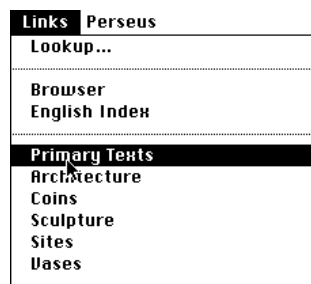 Links Perseus
Lookup...
Browser
English Index
Primary Texts
Architecture
Coins
Sculpture
Sites
Vases